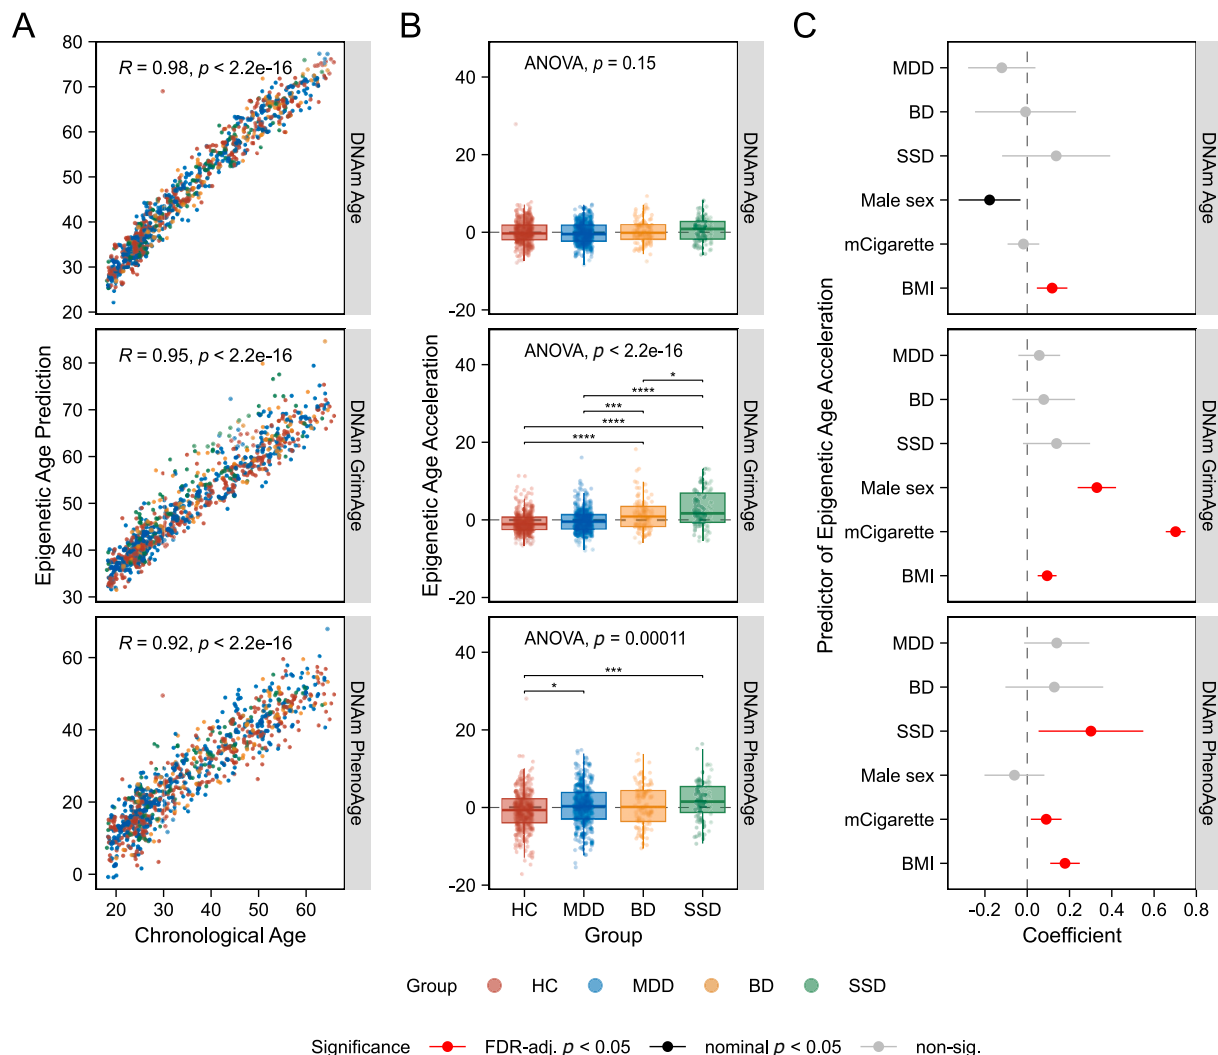 A
B
C
Epigenetic Age Prediction
80
70
60
50
40
30
20
R = 0.98, p < 2.2e-16
DNAm Age
80
70
60
50
40
30
R = 0.95, p < 2.2e-16
DNAm GrimAge
60
40
20
0
R = 0.92, p < 2.2e-16
DNAm PhenoAge
20 30 40 50 60
Chronological Age
Epigenetic Age Acceleration
40
20
0
-20
ANOVA, p = 0.15
DNAm Age
40
20
0
-20
ANOVA, p < 2.2e-16
*
****
***
****
****
DNAm GrimAge
40
20
0
-20
ANOVA, p = 0.00011
***
*
DNAm PhenoAge
HC MDD BD SSD
Group
Predictor of Epigenetic Age Acceleration
MDD
BD
SSD
Male sex
mCigarette
BMI
DNAm Age
MDD
BD
SSD
Male sex
mCigarette
BMI
DNAm GrimAge
MDD
BD
SSD
Male sex
mCigarette
BMI
DNAm PhenoAge
-0.2 0.0 0.2 0.4 0.6 0.8
Coefficient
Group HC MDD BD SSD
Significance FDR-adj. p < 0.05 nominal p < 0.05 non-sig.